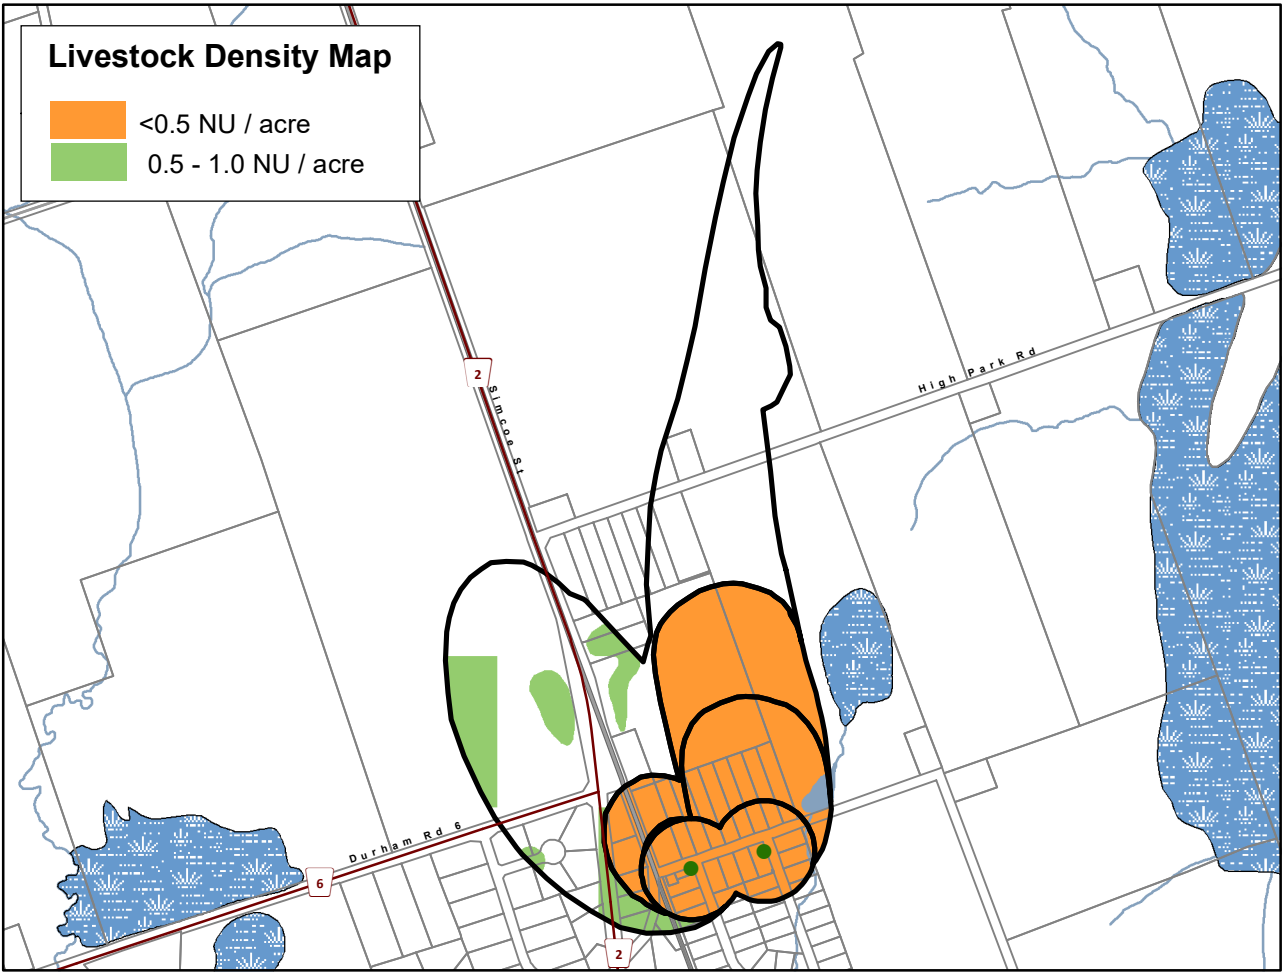 Livestock Density Map
<0.5 NU / acre
0.5 - 1.0 NU / acre
2
Simcoe St
High Park Rd
Durham Rd 6
6
2